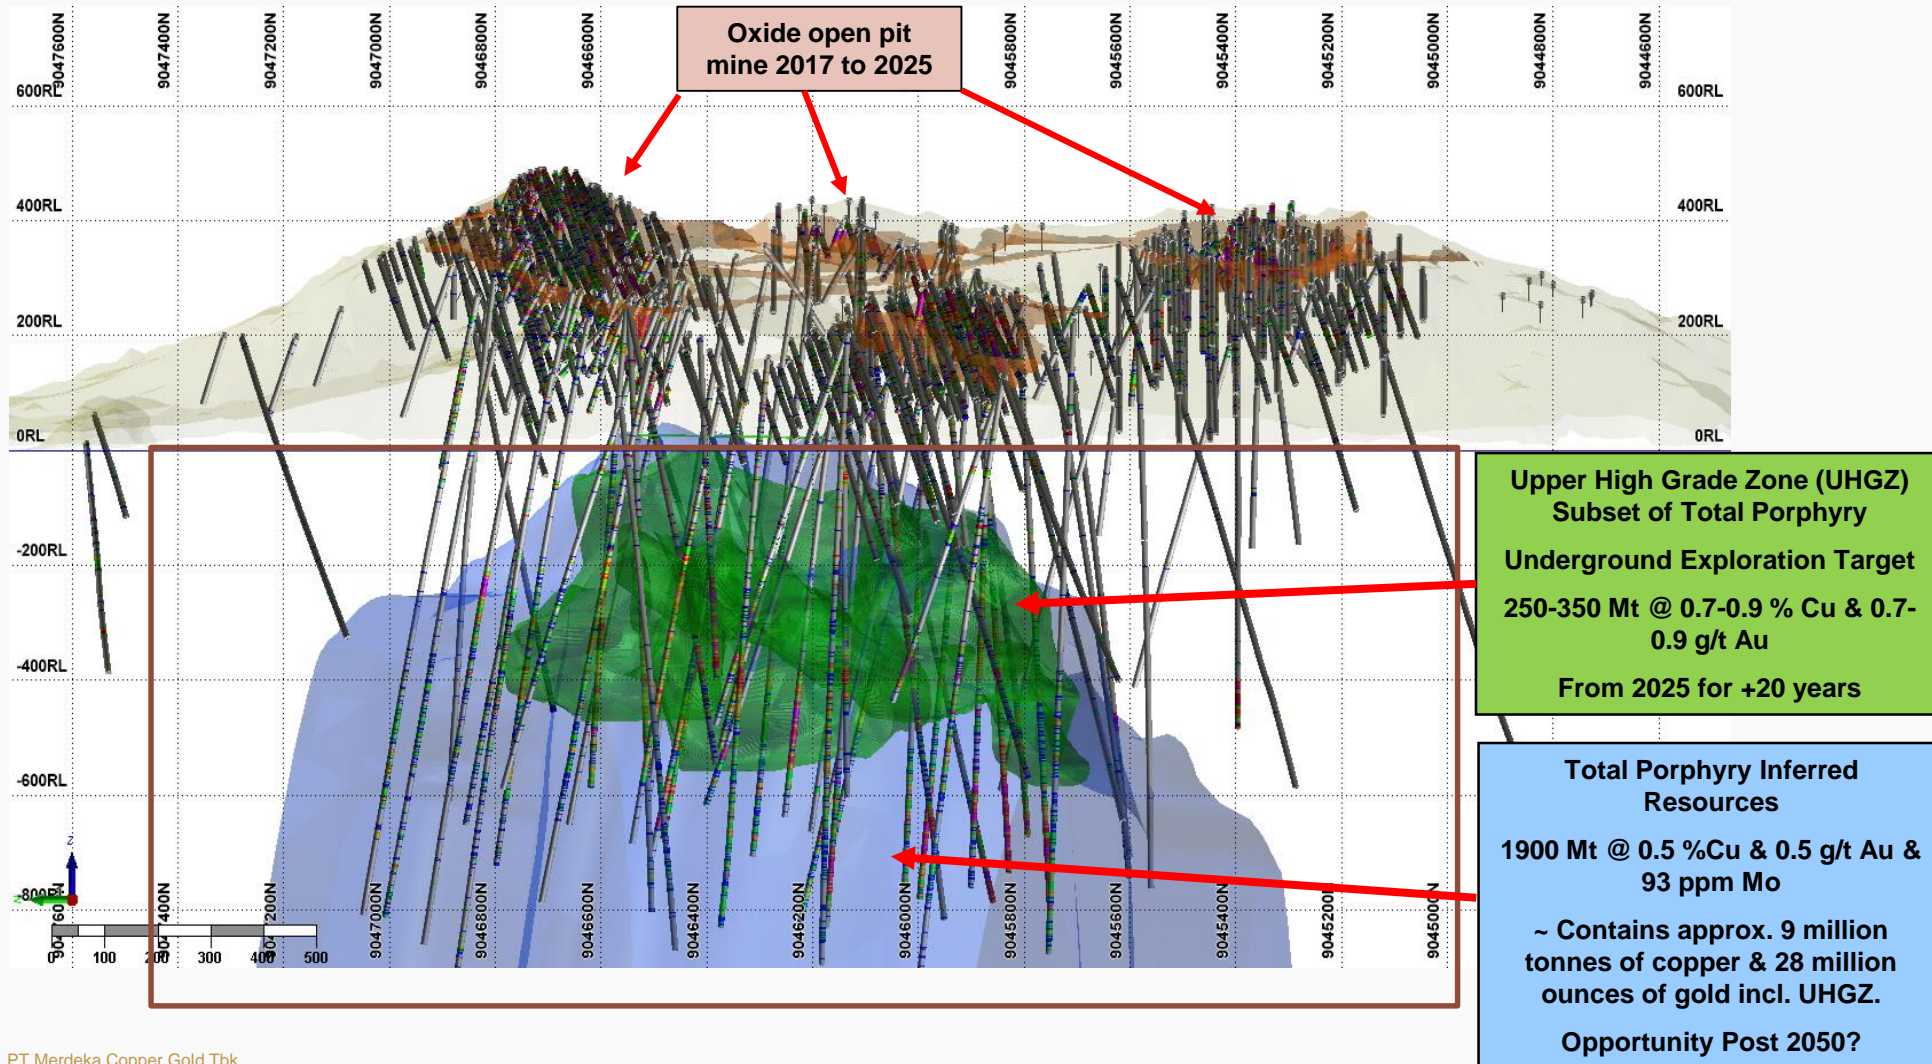 9047600N
9047400N
9047200N
9047000N
9046800N
9046600N
9045800N
9045600N
9045400N
9045200N
9045000N
9044800N
9044600N
Oxide open pit
mine 2017 to 2025
600RL
600RL
400RL
400RL
200RL
200RL
0RL
0RL
-200RL
-400RL
-600RL
Upper High Grade Zone (UHGZ)
Subset of Total Porphyry
Underground Exploration Target
250-350 Mt @ 0.7-0.9 % Cu & 0.7-
0.9 g/t Au
From 2025 for +20 years
Total Porphyry Inferred
Resources
1900 Mt @ 0.5 %Cu & 0.5 g/t Au &
93 ppm Mo
~ Contains approx. 9 million
tonnes of copper & 28 million
ounces of gold incl. UHGZ.
Opportunity Post 2050?
Z
-800RL
9047000N
9046800N
9046600N
9046400N
9046200N
9046000N
9045800N
9045600N
9045400N
9045200N
9045000N
0
100
200
300
400
500
PT Merdeka Copper Gold Tbk